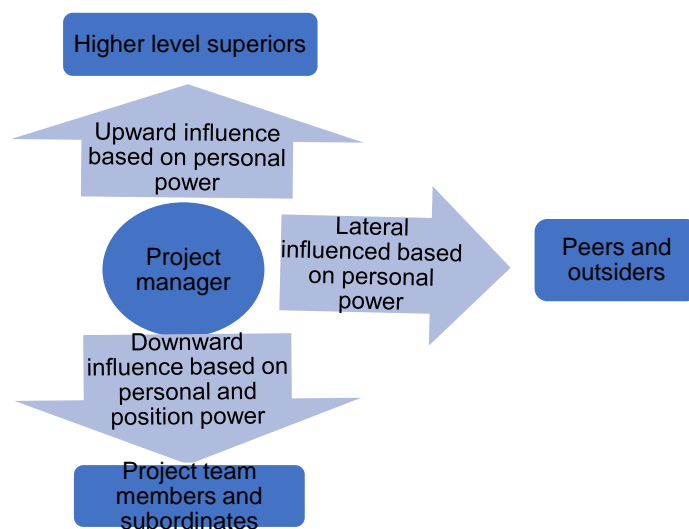 Higher level superiors
Upward influence
based on personal
power
Project
manager
Lateral
influenced based
on personal
power
Peers and
outsiders
Downward
influence based on
personal and
position power
Project team
members and
subordinates